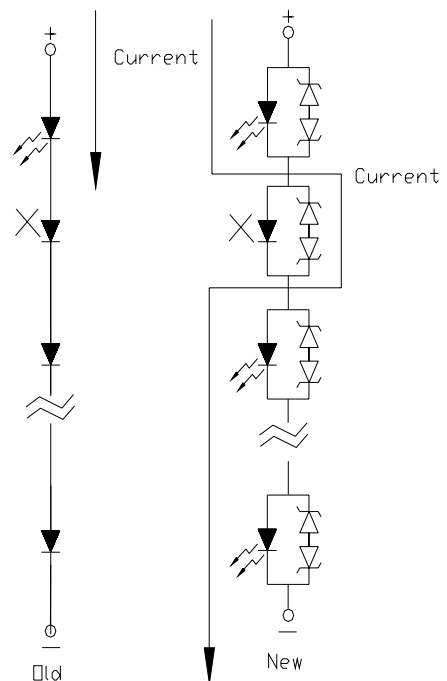 +
+
Current
Current
X
X
—
—
Old
New